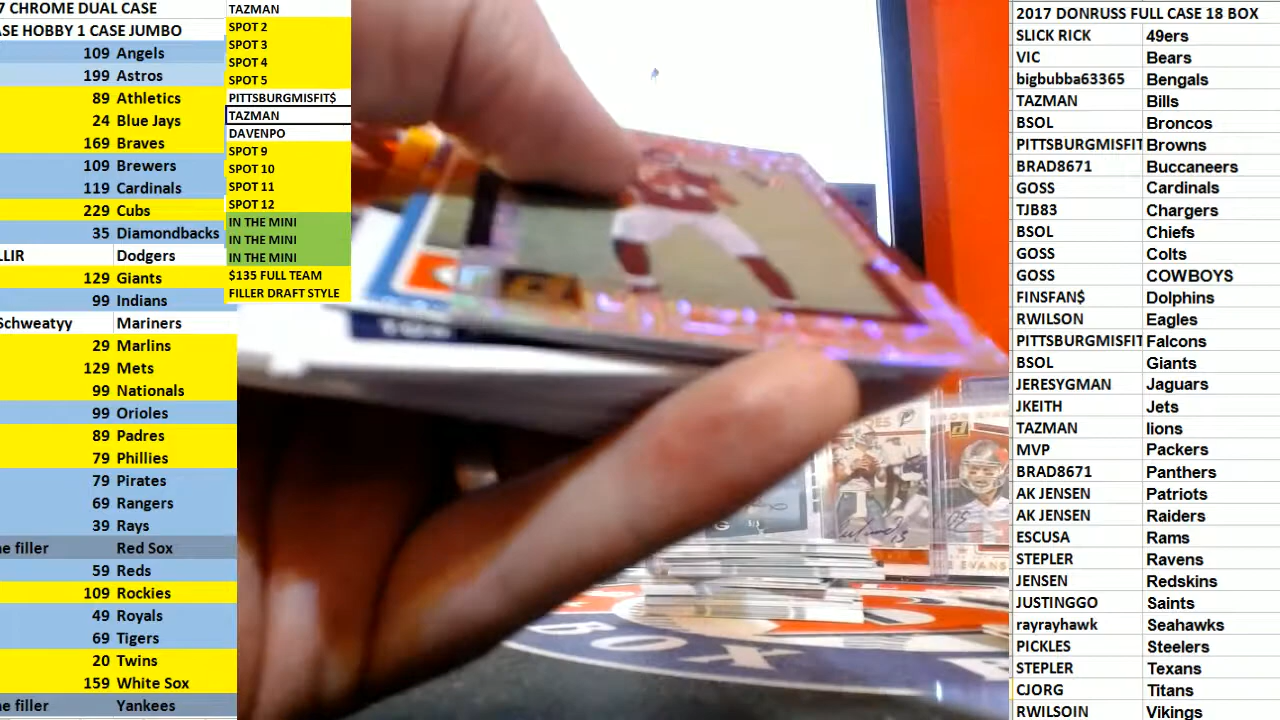 7 CHROME DUAL CASE
ASE HOBBY 1 CASE JUMBO
109 Angels
199 Astros
89 Athletics
24 Blue Jays
169 Braves
109 Brewers
119 Cardinals
229 Cubs
35 Diamondbacks
LLIR Dodgers
129 Giants
99 Indians
Schweatyy Mariners
29 Marlins
129 Mets
99 Nationals
99 Orioles
89 Padres
79 Phillies
79 Pirates
69 Rangers
39 Rays
ne filler Red Sox
59 Reds
109 Rockies
49 Royals
69 Tigers
20 Twins
159 White Sox
ne filler Yankees
TAZMAN
SPOT 2
SPOT 3
SPOT 4
SPOT 5
PITTSBURGMISFIT$
TAZMAN
DAVENPO
SPOT 9
SPOT 10
SPOT 11
SPOT 12
IN THE MINI
IN THE MINI
IN THE MINI
$135 FULL TEAM
FILLER DRAFT STYLE
BOX
2017 DONRUSS FULL CASE 18 BOX
SLICK RICK 49ers
VIC Bears
bigbubba63365 Bengals
TAZMAN Bills
BSOL Broncos
PITTSBURGMISFIT Browns
BRAD8671 Buccaneers
GOSS Cardinals
TJB83 Chargers
BSOL Chiefs
GOSS Colts
GOSS COWBOYS
FINSFAN$ Dolphins
RWILSON Eagles
PITTSBURGMISFIT Falcons
BSOL Giants
JERESYGMAN Jaguars
JKEITH Jets
TAZMAN lions
MVP Packers
BRAD8671 Panthers
AK JENSEN Patriots
AK JENSEN Raiders
ESCUSA Rams
STEPLER Ravens
JENSEN Redskins
JUSTINGGO Saints
rayrayhawk Seahawks
PICKLES Steelers
STEPLER Texans
CJORG Titans
RWILSOIN Vikings